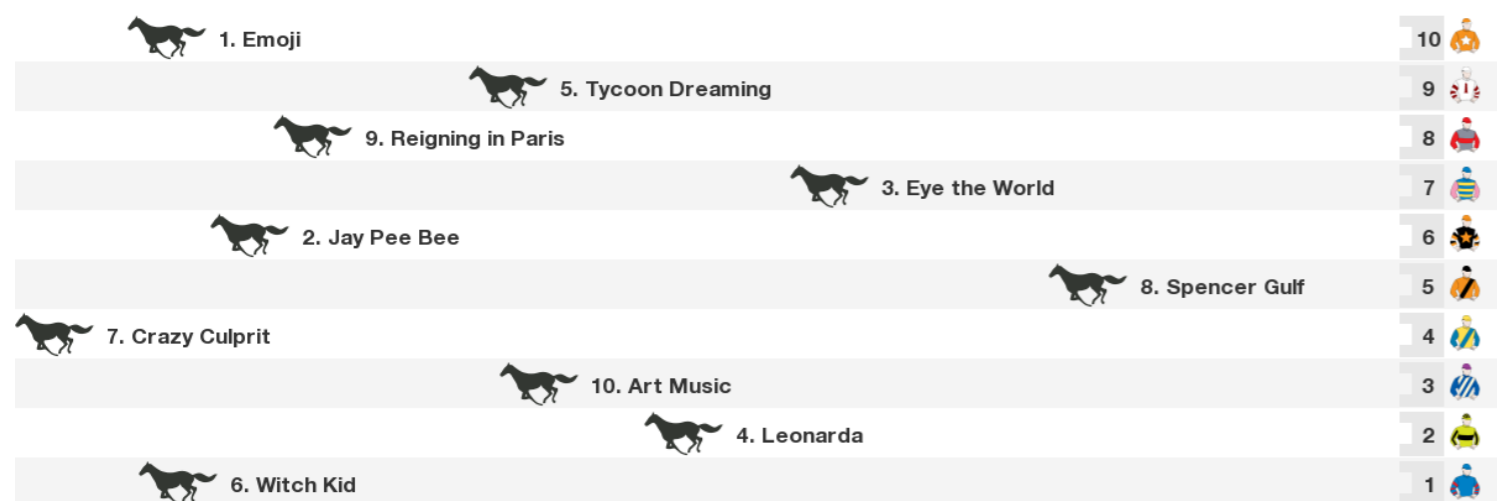 1. Emoji 10
5. Tycoon Dreaming 9
9. Reigning in Paris 8
3. Eye the World 7
2. Jay Pee Bee 6
8. Spencer Gulf 5
7. Crazy Culprit 4
10. Art Music 3
4. Leonarda 2
6. Witch Kid 1